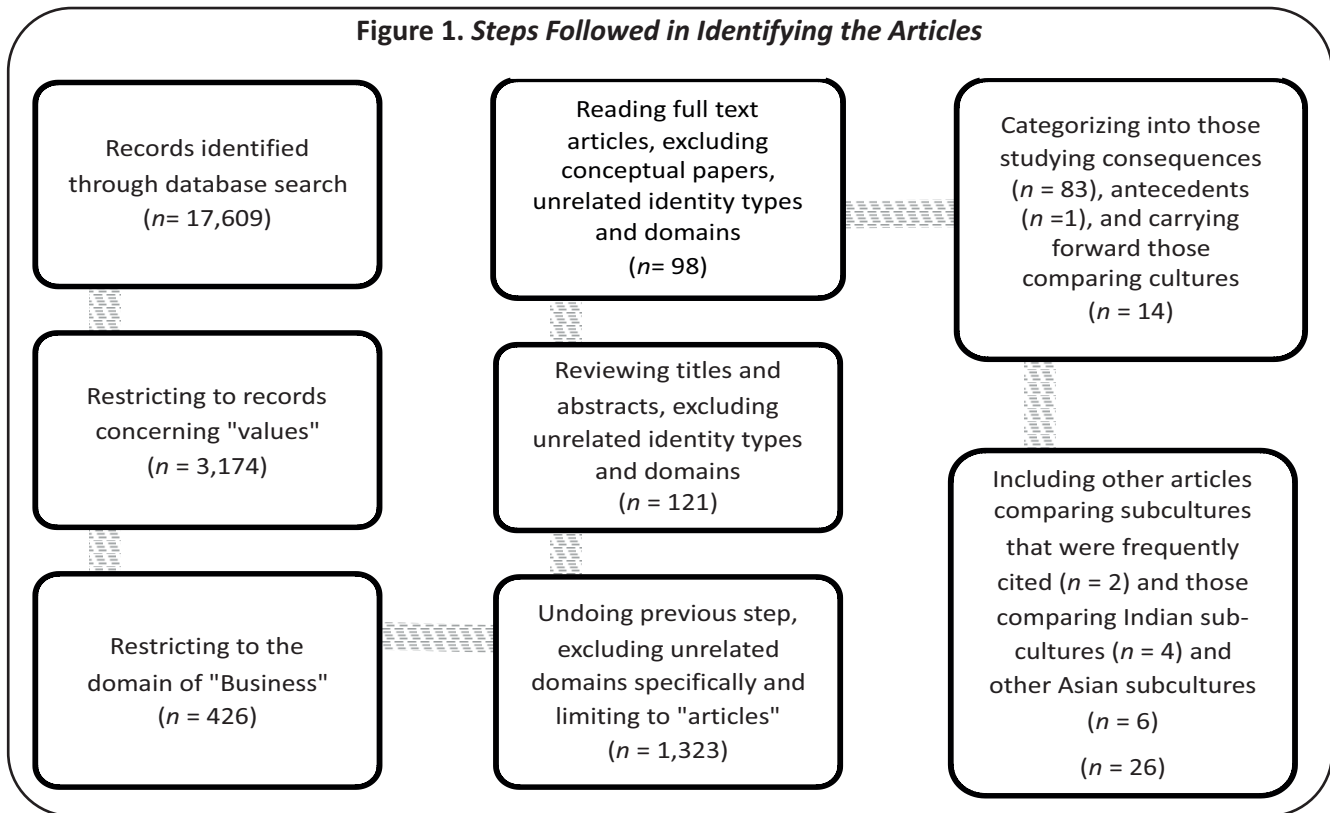 Figure 1. Steps Followed in Identifying the Articles
Records identified
through database search
(n= 17,609)
Restricting to records
concerning "values"
(n = 3,174)
Restricting to the
domain of "Business"
(n = 426)
Undoing previous step,
excluding unrelated
domains specifically and
limiting to "articles"
(n = 1,323)
Reviewing titles and
abstracts, excluding
unrelated identity types
and domains
(n = 121)
Reading full text
articles, excluding
conceptual papers,
unrelated identity types
and domains
(n= 98)
Categorizing into those
studying consequences
(n = 83), antecedents
(n =1), and carrying
forward those
comparing cultures
(n = 14)
Including other articles
comparing subcultures
that were frequently
cited (n = 2) and those
comparing Indian sub-
cultures (n = 4) and
other Asian subcultures
(n = 6)
(n = 26)